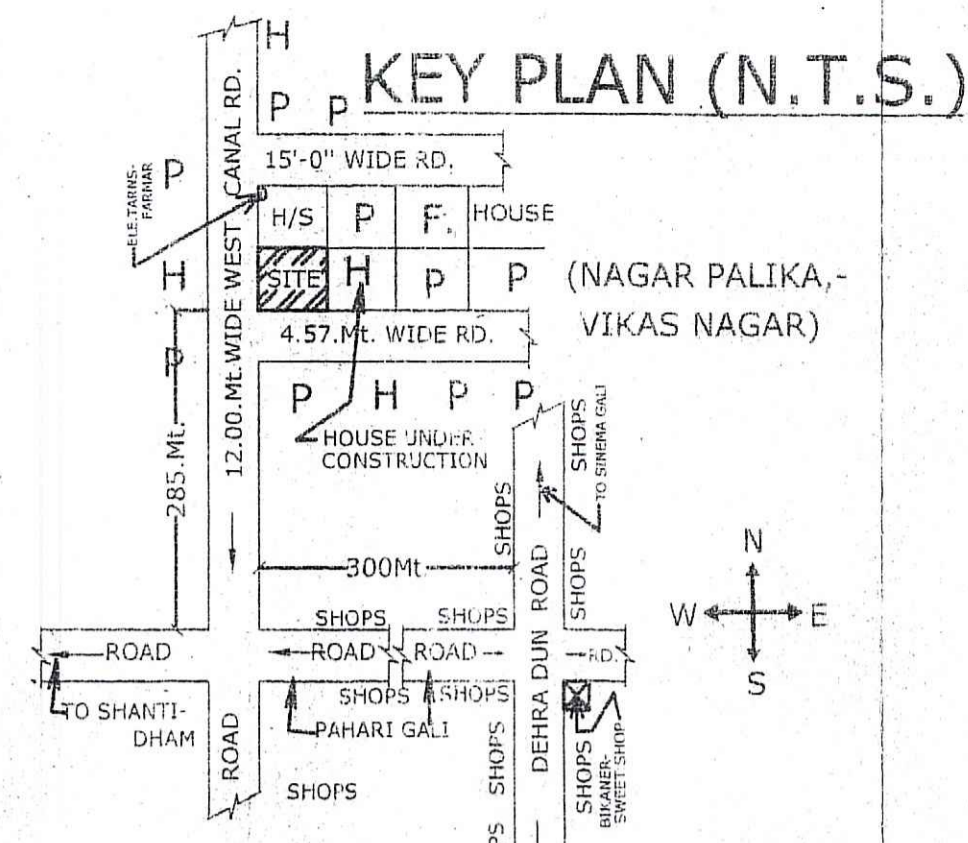 H
KEY PLAN (N.T.S.)
P P
15'-0" WIDE RD.
12.00.Mt.WIDE WEST CANAL RD.
ELE.TARNS-
FARMAR
P
H/S P F. HOUSE
H
SITE H P P
(NAGAR PALIKA,-
VIKAS NAGAR)
4.57.Mt. WIDE RD.
P
P H P P
HOUSE UNDER
CONSTRUCTION
285.Mt.
SHOPS
TO SINEMA GALI
SHOPS
SHOPS
300Mt
DEHRA DUN ROAD
N
W E
S
SHOPS SHOPS
ROAD
ROAD ROAD
RD.
TO SHANTI-
DHAM
SHOPS SHOPS
PAHARI GALI
ROAD
SHOPS
SHOPS
SHOPS
BIKANER-
SWEET SHOP
PS